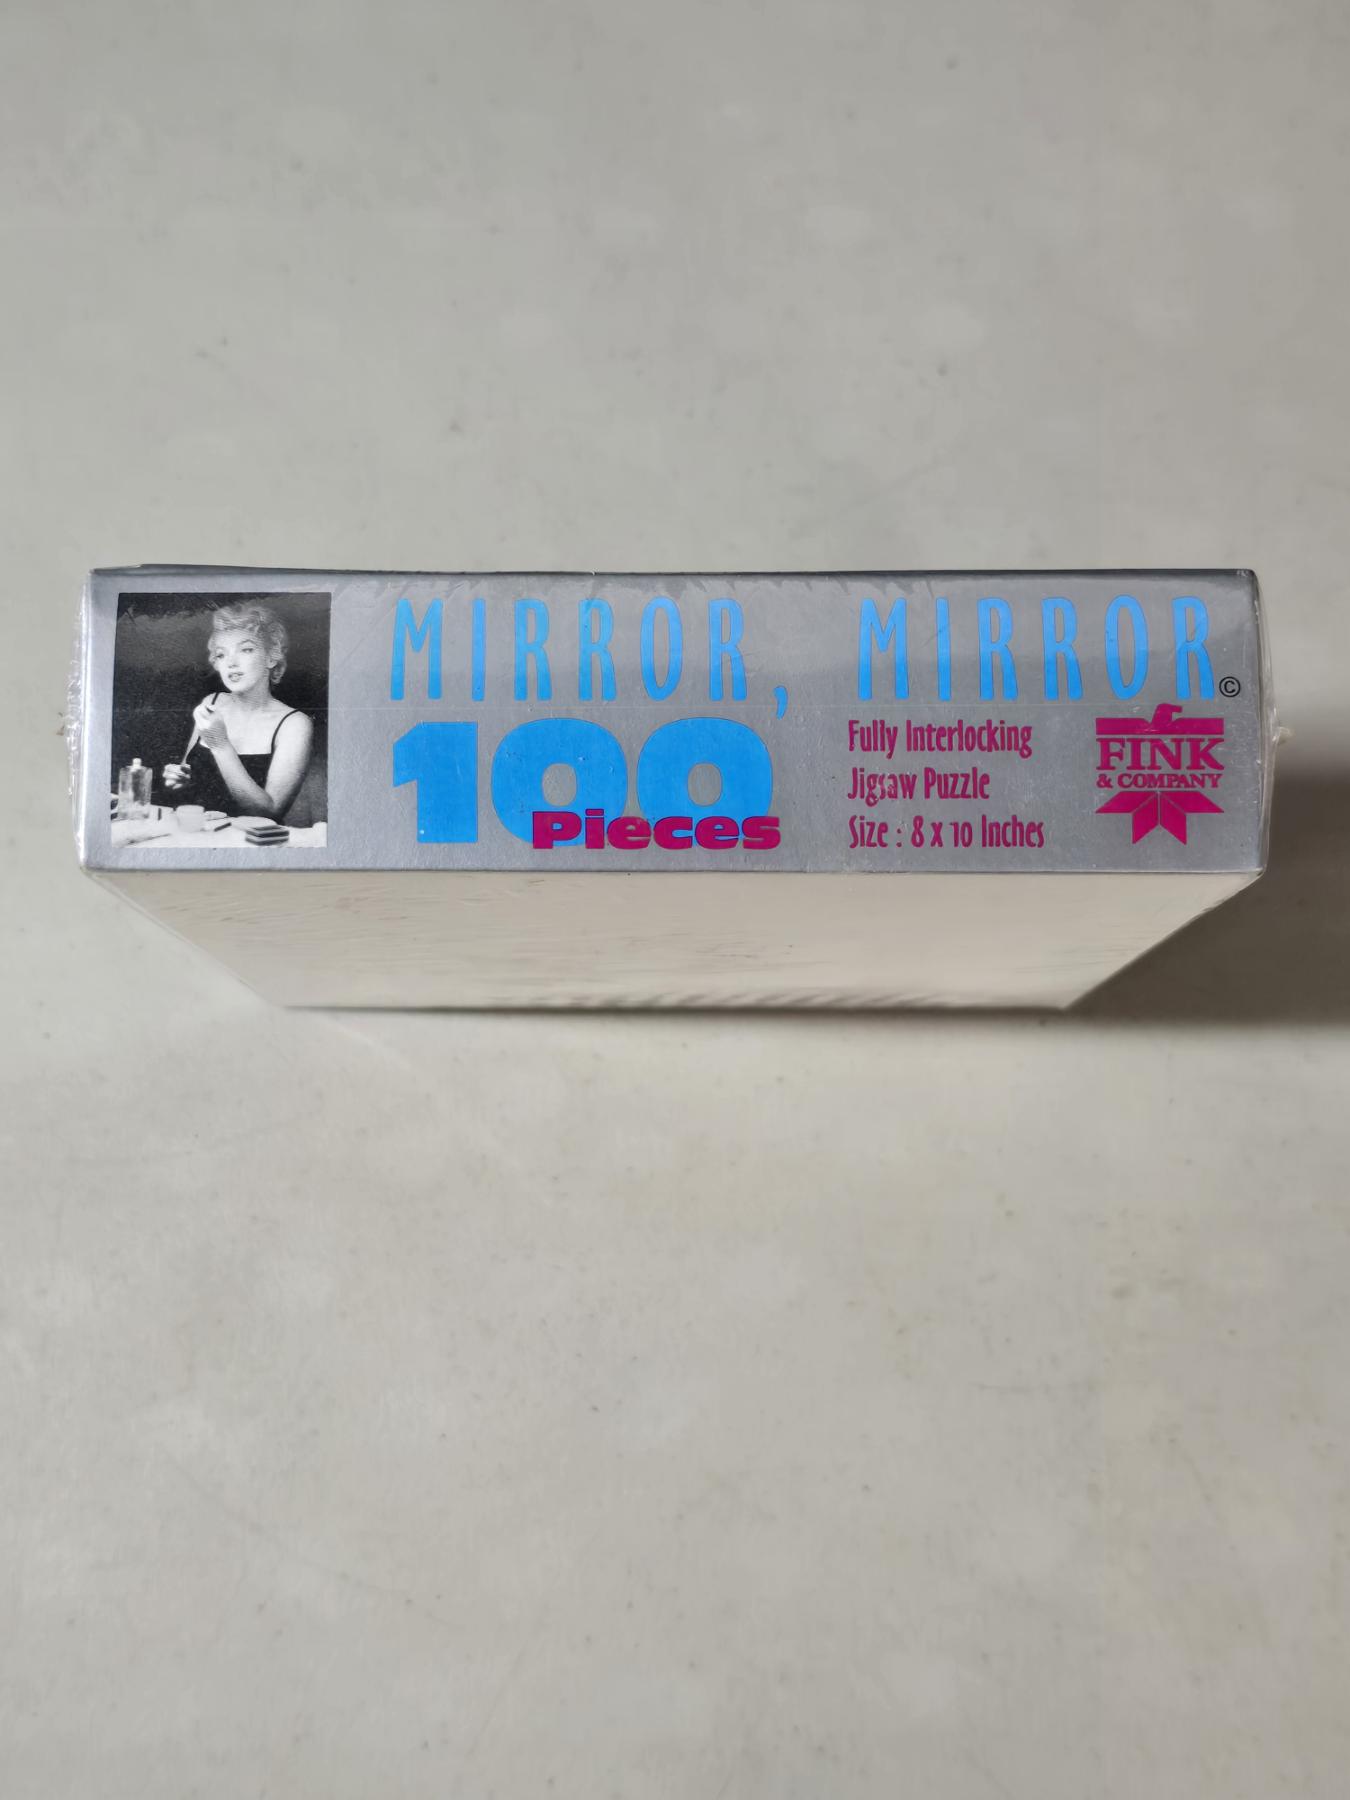 MIRROR, MIRROR©
100
Pieces
Fully Interlocking
Jigsaw Puzzle
Size : 8 x 10 Inches
FINK
& COMPANY